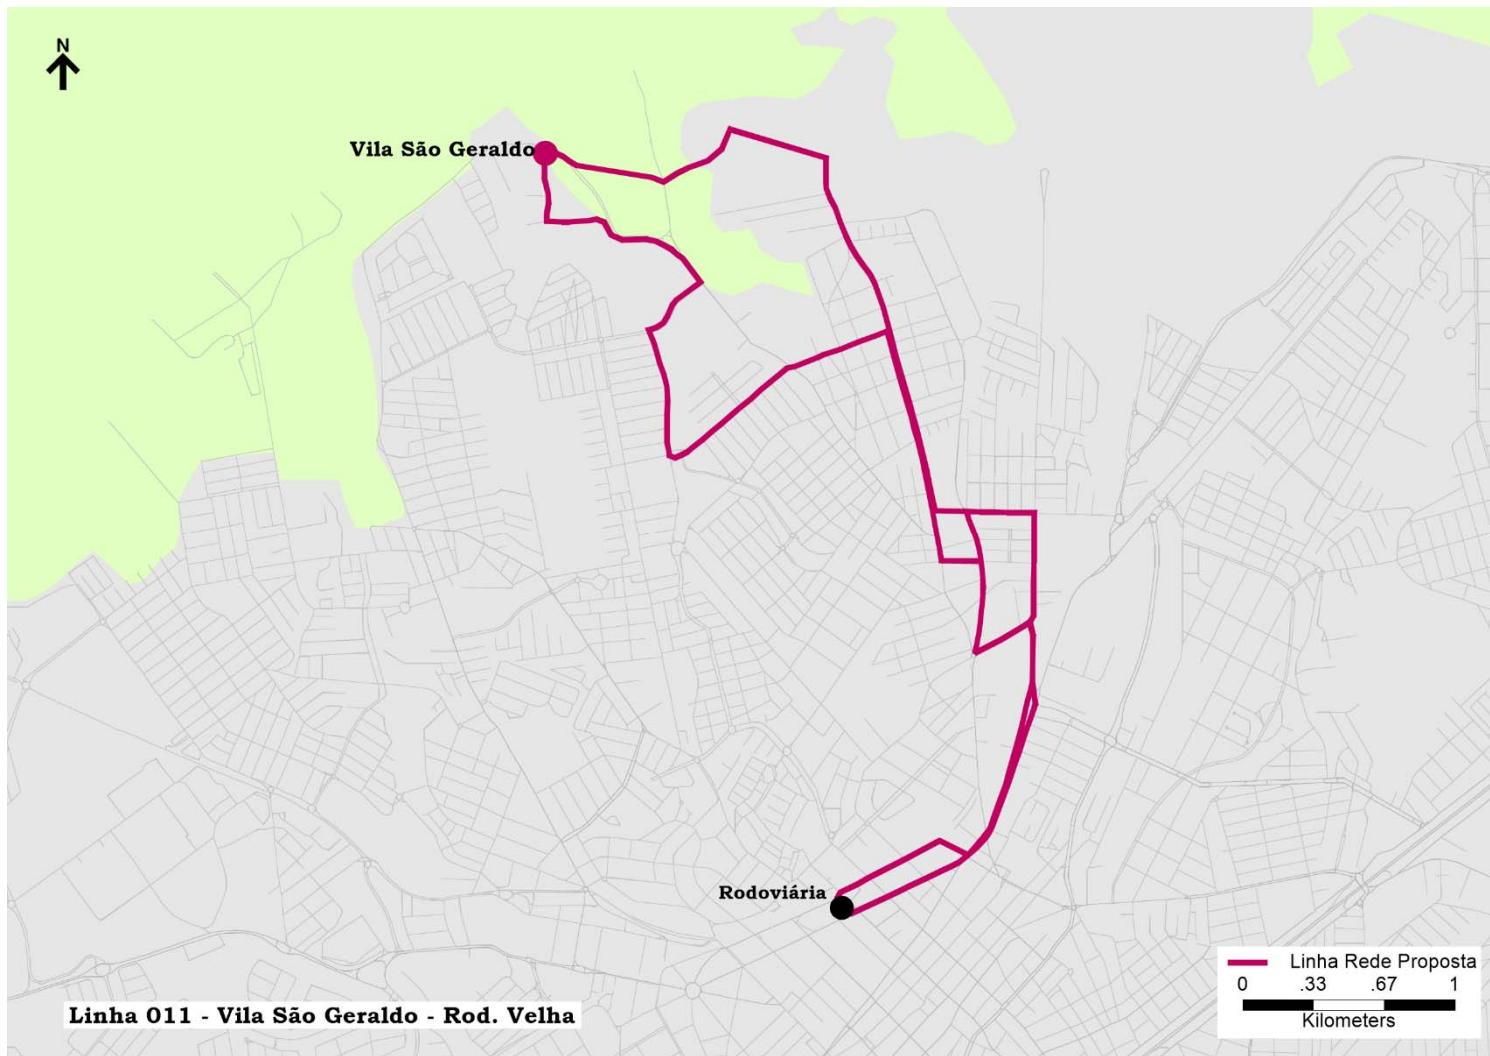 N
Vila São Geraldo
Rodoviária
Linha Rede Proposta
0 .33 .67 1
Kilometers
Linha 011 - Vila São Geraldo - Rod. Velha